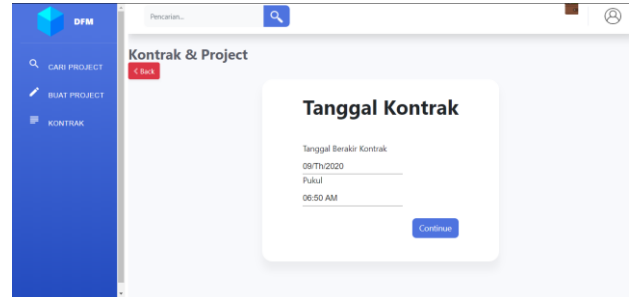 DFM
Pencarian...
CARI PROJECT
BUAT PROJECT
KONTRAK
Kontrak & Project
< Back
Tanggal Kontrak
Tanggal Berakir Kontrak
09/Th/2020
Pukul
06:50 AM
Continue